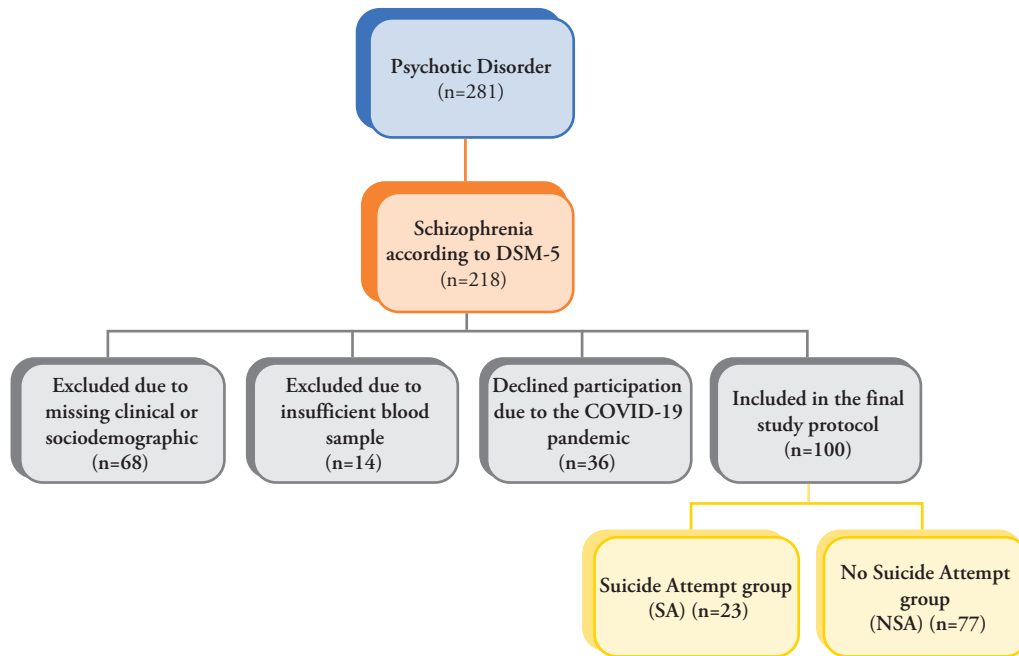 Psychotic Disorder
(n=281)
Schizophrenia
according to DSM-5
(n=218)
Excluded due to
missing clinical or
sociodemographic
(n=68)
Excluded due to
insufficient blood
sample
(n=14)
Declined participation
due to the COVID-19
pandemic
(n=36)
Included in the final
study protocol
(n=100)
Suicide Attempt group
(SA) (n=23)
No Suicide Attempt
group
(NSA) (n=77)